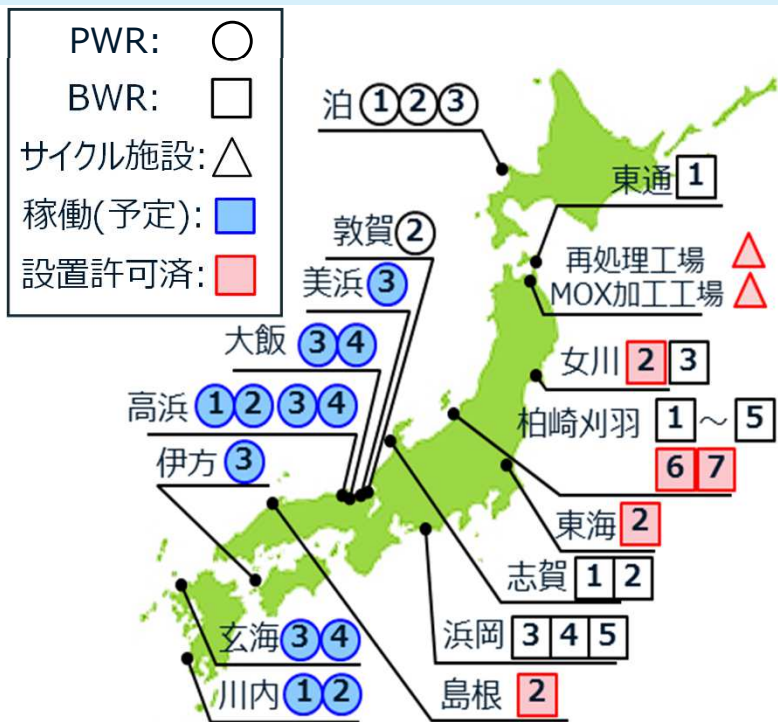 PWR:
BWR:
サイクル施設:
稼働(予定):
設置許可済:
泊 1 2 3
東通 1
再処理工場
MOX加工工場
敦賀 2
美浜 3
大飯 3 4
高浜 1 2 3 4
伊方 3
女川 2 3
柏崎刈羽 1 ～ 5
6 7
東海 2
志賀 1 2
浜岡 3 4 5
島根 2
玄海 3 4
川内 1 2